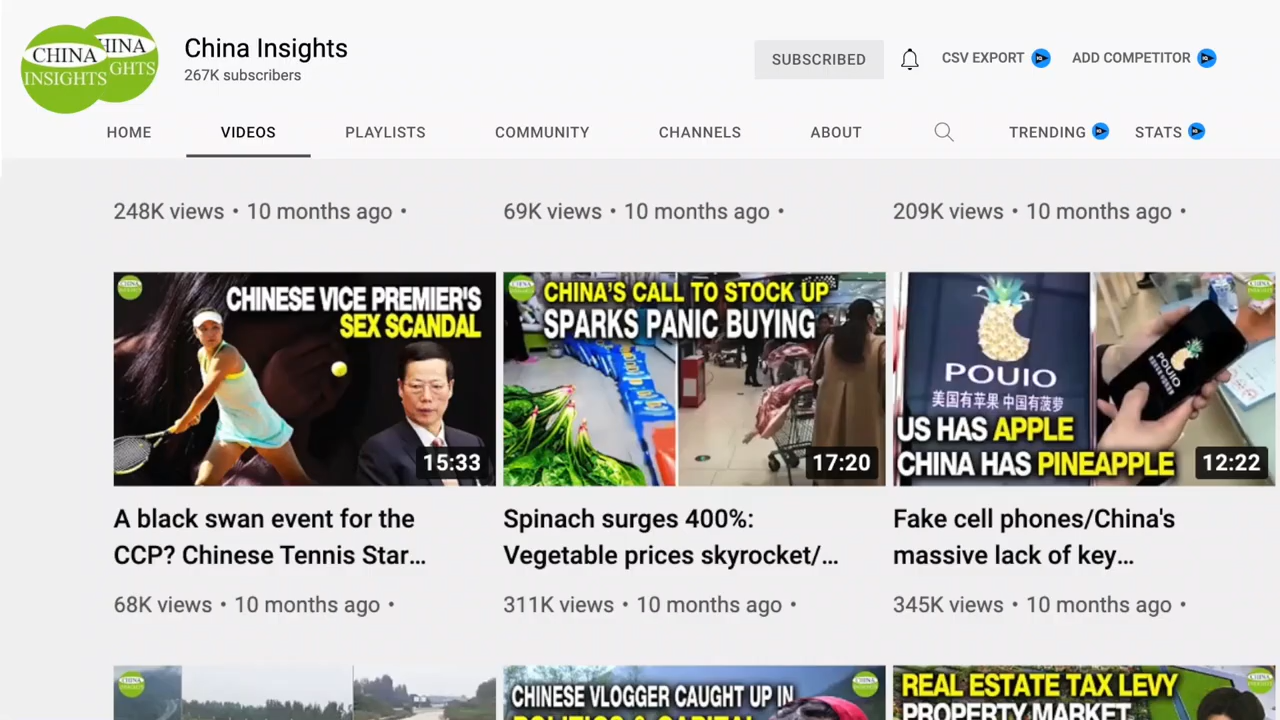 CHINA INSIGHTS
HINA GHTS
China Insights
267K subscribers
SUBSCRIBED
CSV EXPORT
ADD COMPETITOR
HOME
VIDEOS
PLAYLISTS
COMMUNITY
CHANNELS
ABOUT
TRENDING
STATS
248K views • 10 months ago •
69K views • 10 months ago •
209K views • 10 months ago •
CHINESE VICE PREMIER'S
SEX SCANDAL
15:33
CHINA'S CALL TO STOCK UP
SPARKS PANIC BUYING
17:20
POUIO
美国有苹果 中国有菠萝
POUIO
US HAS APPLE
CHINA HAS PINEAPPLE
12:22
A black swan event for the
CCP? Chinese Tennis Star...
68K views • 10 months ago •
Spinach surges 400%:
Vegetable prices skyrocket/...
311K views • 10 months ago •
Fake cell phones/China's
massive lack of key...
345K views • 10 months ago •
CHINESE VLOGGER CAUGHT UP IN
POLITICS & CAPITAL
REAL ESTATE TAX LEVY
PROPERTY MARKET